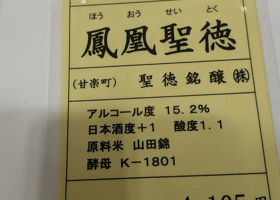 ほう おう せい とく
鳳凰聖徳
(甘楽町) 聖徳銘醸㈱
アルコール度 15.2%
日本酒度+1 酸度1.1
原料米 山田錦
酵母 K-1801